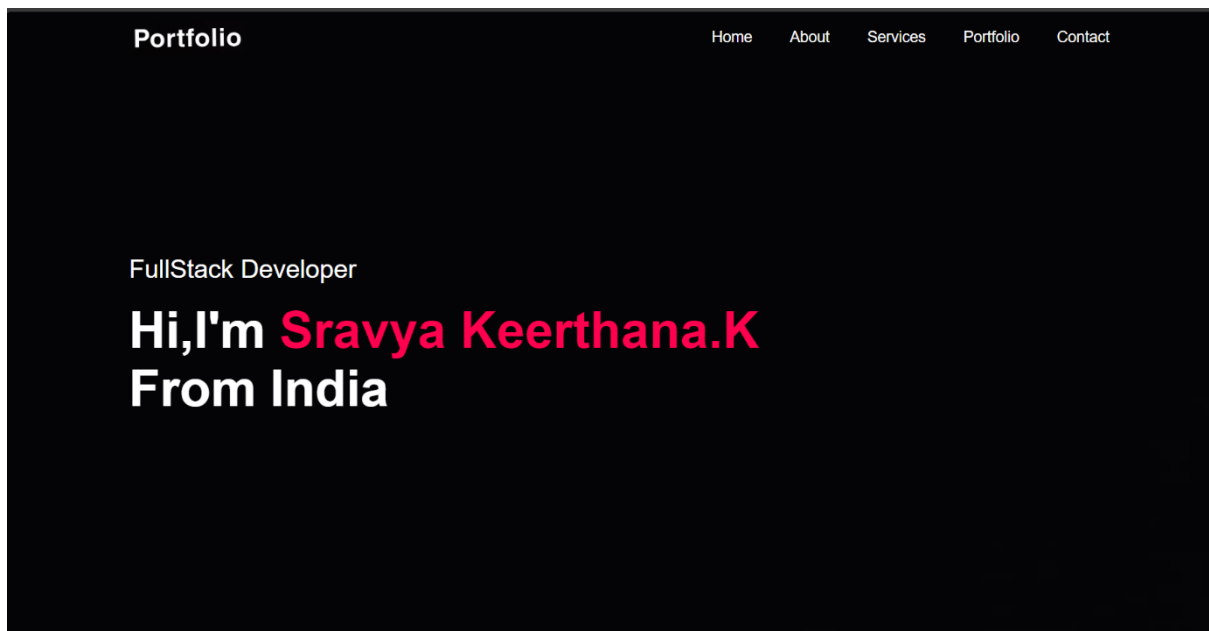 Portfolio
Home About Services Portfolio Contact
FullStack Developer
Hi,I'm Sravya Keerthana.K
From India